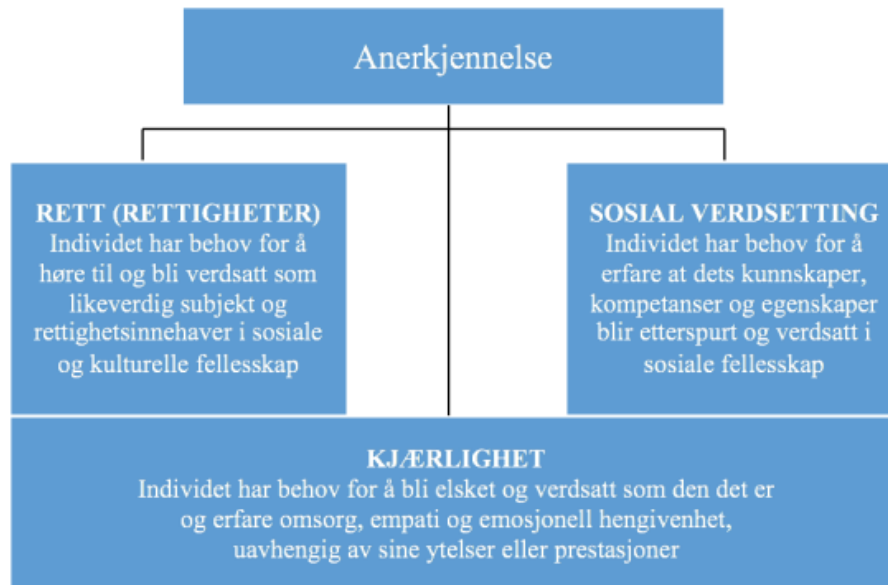 Anerkjennelse
RETT (RETTIGHETER)
Individet har behov for å
høre til og bli verdsatt som
likeverdig subjekt og
rettighetsinnehaver i sosiale
og kulturelle fellesskap
SOSIAL VERDSETTING
Individet har behov for å
erfare at dets kunnskaper,
kompetanser og egenskaper
blir etterspurt og verdsatt i
sosiale fellesskap
KJÆRLIGHET
Individet har behov for å bli elsket og verdsatt som den det er
og erfare omsorg, empati og emosjonell hengivenhet,
uavhengig av sine ytelser eller prestasjoner